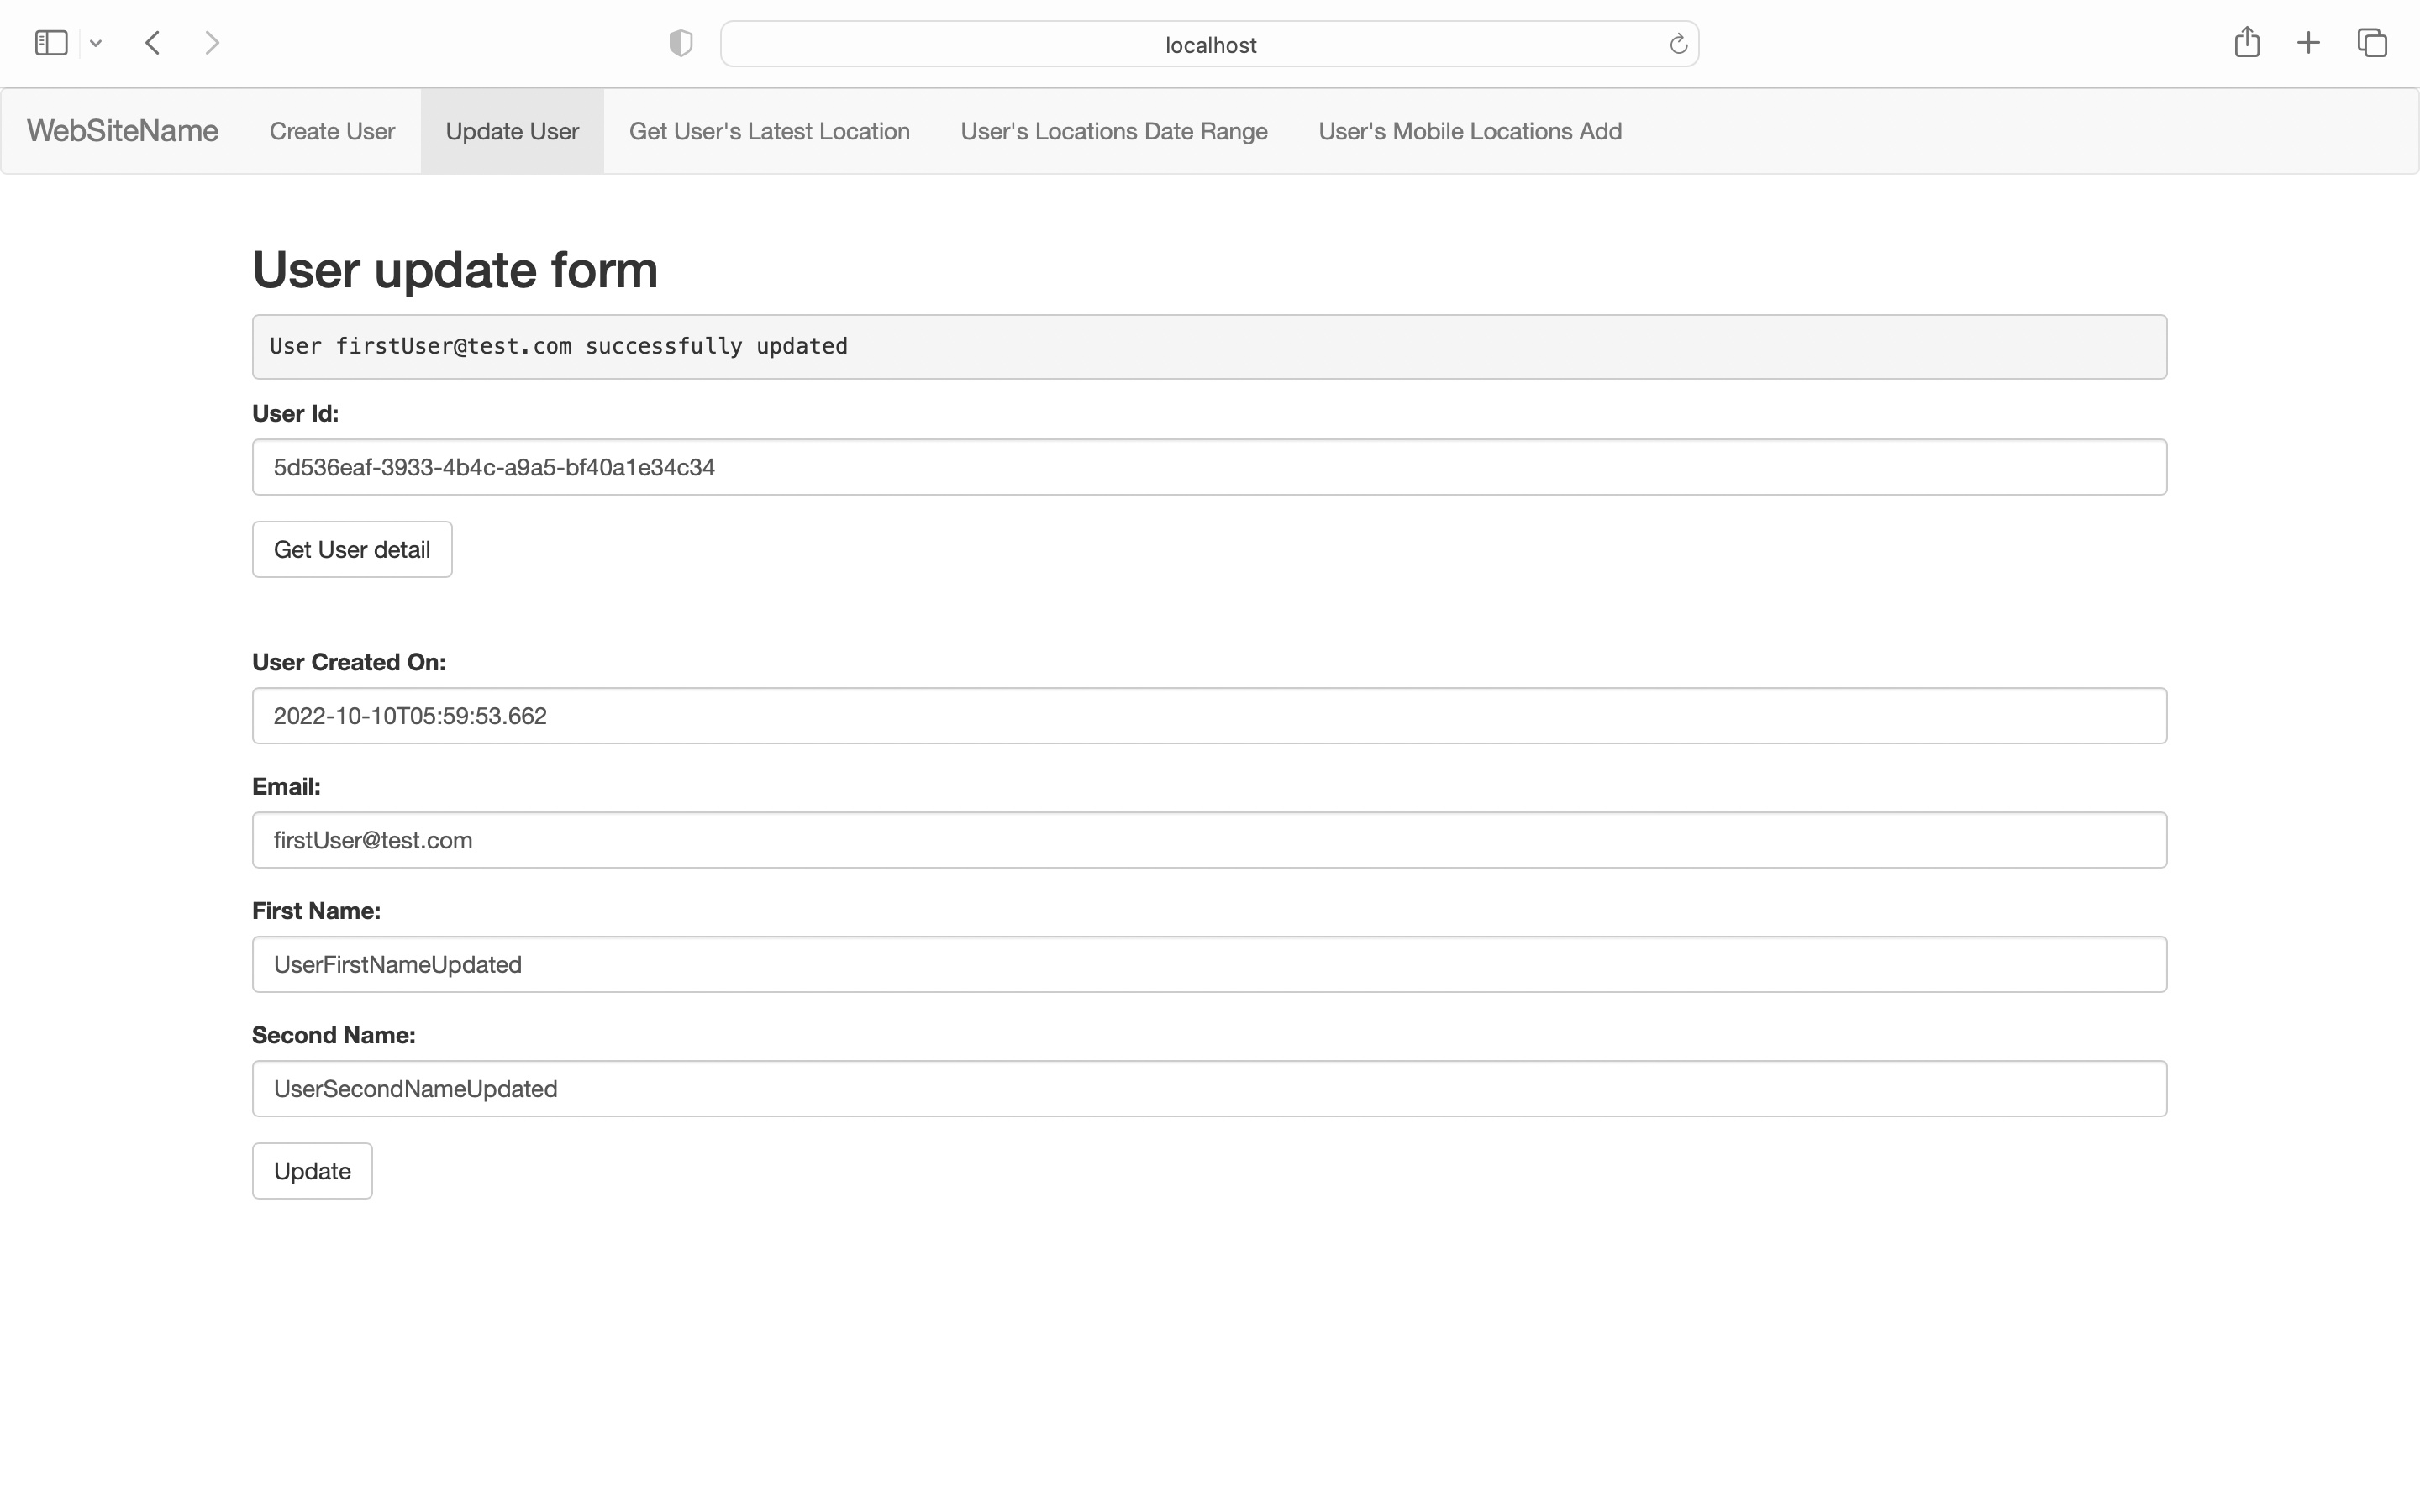 localhost
WebSiteName Create User Update User Get User's Latest Location User's Locations Date Range User's Mobile Locations Add
User update form
User firstUser@test.com successfully updated
User Id:
5d536eaf-3933-4b4c-a9a5-bf40a1e34c34
Get User detail
User Created On:
2022-10-10T05:59:53.662
Email:
firstUser@test.com
First Name:
UserFirstNameUpdated
Second Name:
UserSecondNameUpdated
Update